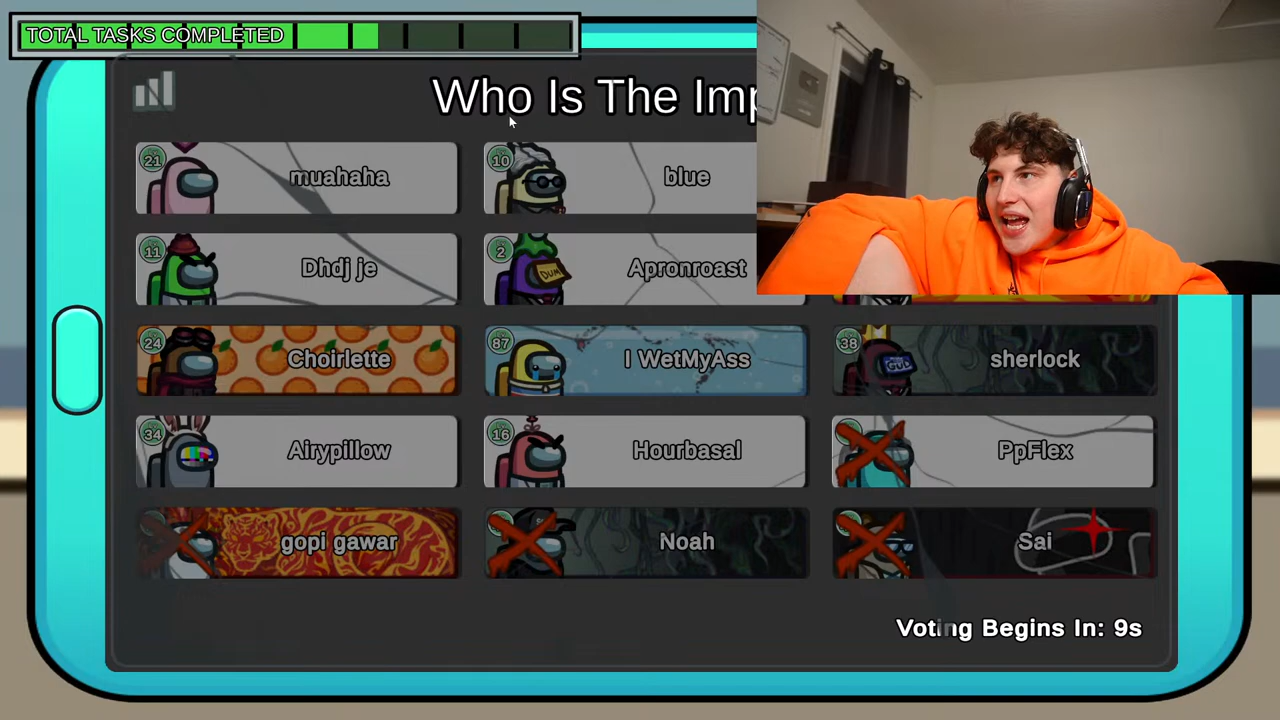 TOTAL TASKS COMPLETED
Who Is The Imp
21
muahaha
10
blue
11
Dhdj je
2
DUM
Apronroast
24
Choirlette
87
I WetMyAss
38
sherlock
34
Airypillow
16
Hourbasal
PpFlex
gopi gawar
Noah
Sai
Voting Begins In: 9s